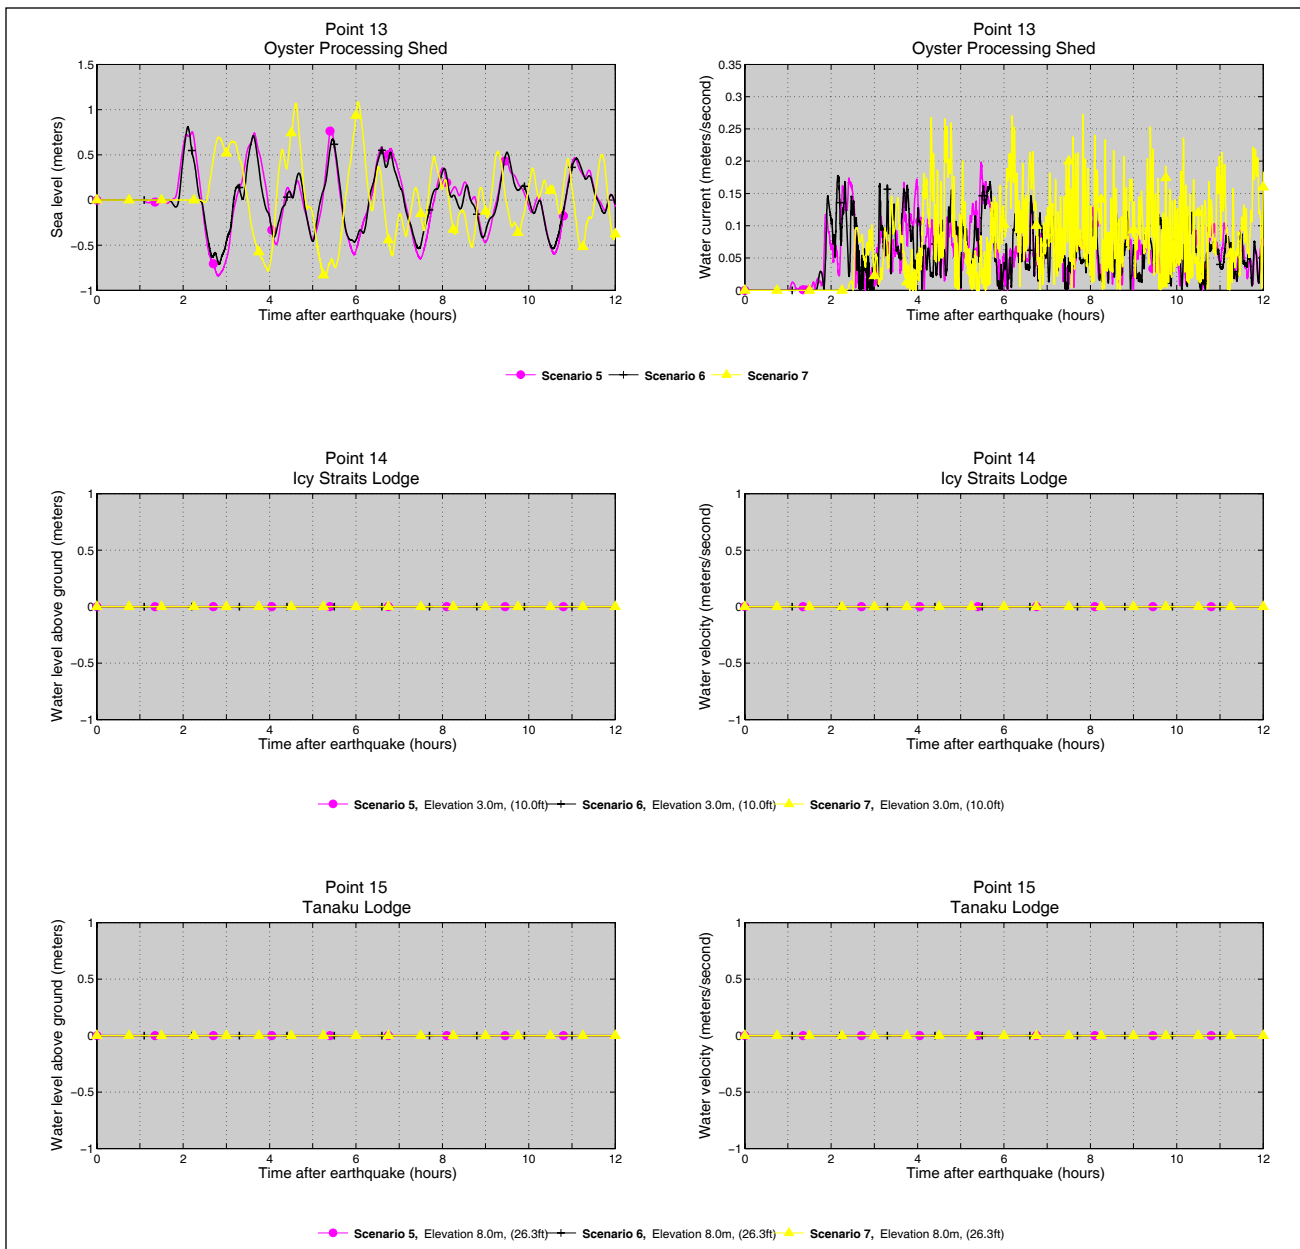 Point 13
Oyster Processing Shed
Sea level (meters)
1.5
1
0.5
0
−0.5
−1
0 2 4 6 8 10 12
Time after earthquake (hours)
Point 13
Oyster Processing Shed
Water current (meters/second)
0.35
0.3
0.25
0.2
0.15
0.1
0.05
0
0 2 4 6 8 10 12
Time after earthquake (hours)
Scenario 5 Scenario 6 Scenario 7
Point 14
Icy Straits Lodge
Water level above ground (meters)
1
0.5
0
−0.5
−1
0 2 4 6 8 10 12
Time after earthquake (hours)
Point 14
Icy Straits Lodge
Water velocity (meters/second)
1
0.5
0
−0.5
−1
0 2 4 6 8 10 12
Time after earthquake (hours)
Scenario 5, Elevation 3.0m, (10.0ft) Scenario 6, Elevation 3.0m, (10.0ft) Scenario 7, Elevation 3.0m, (10.0ft)
Point 15
Tanaku Lodge
Water level above ground (meters)
1
0.5
0
−0.5
−1
0 2 4 6 8 10 12
Time after earthquake (hours)
Point 15
Tanaku Lodge
Water velocity (meters/second)
1
0.5
0
−0.5
−1
0 2 4 6 8 10 12
Time after earthquake (hours)
Scenario 5, Elevation 8.0m, (26.3ft) Scenario 6, Elevation 8.0m, (26.3ft) Scenario 7, Elevation 8.0m, (26.3ft)